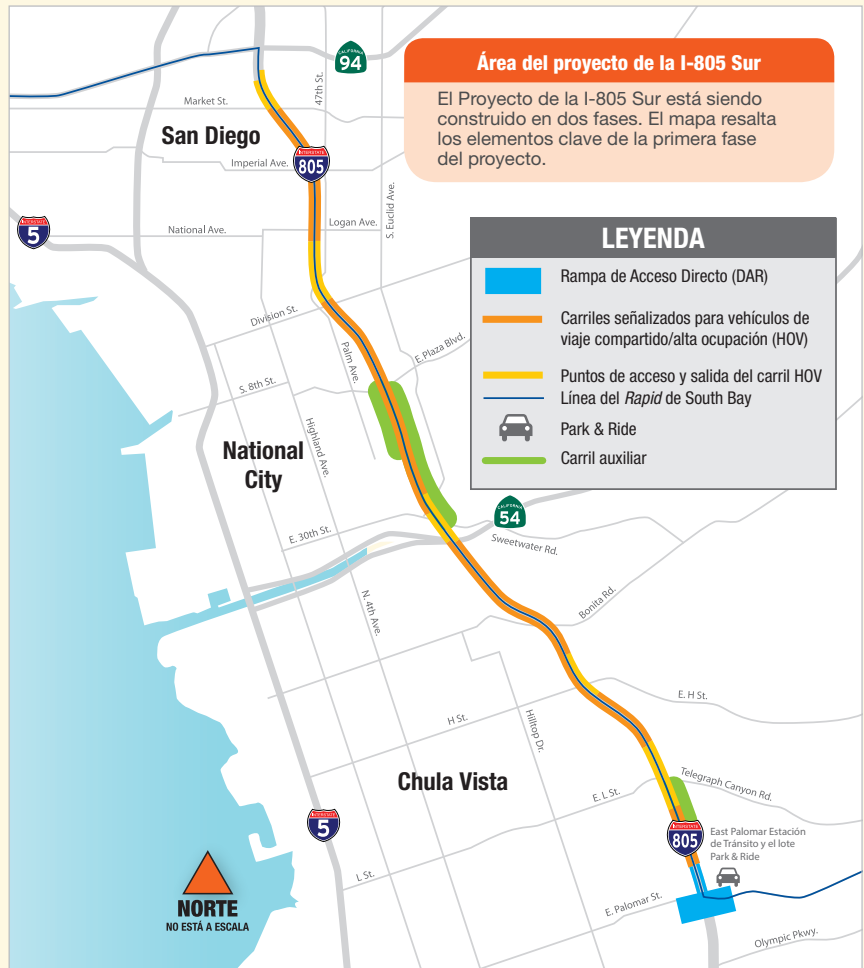 Área del proyecto de la I-805 Sur
El Proyecto de la I-805 Sur está siendo
construido en dos fases. El mapa resalta
los elementos clave de la primera fase
del proyecto.
LEYENDA
Rampa de Acceso Directo (DAR)
Carriles señalizados para vehículos de
viaje compartido/alta ocupación (HOV)
Puntos de acceso y salida del carril HOV
Línea del Rapid de South Bay
Park & Ride
Carril auxiliar
CALIFORNIA
94
47th St.
Market St.
San Diego
Imperial Ave.
INTERSTATE
805
S. Euclid Ave.
INTERSTATE
5
National Ave.
Logan Ave.
Division St.
Palm Ave.
E. Plaza Blvd.
S. 8th St.
Highland Ave.
National
City
CALIFORNIA
54
E. 30th St.
Sweetwater Rd.
N. 4th Ave.
Bonita Rd.
E. H St.
H St.
Hilltop Dr.
Chula Vista
Telegraph Canyon Rd.
E. L St.
INTERSTATE
5
INTERSTATE
805
East Palomar Estación
de Tránsito y el lote
Park & Ride
L St.
E. Palomar St.
Olympic Pkwy.
NORTE
NO ESTÁ A ESCALA